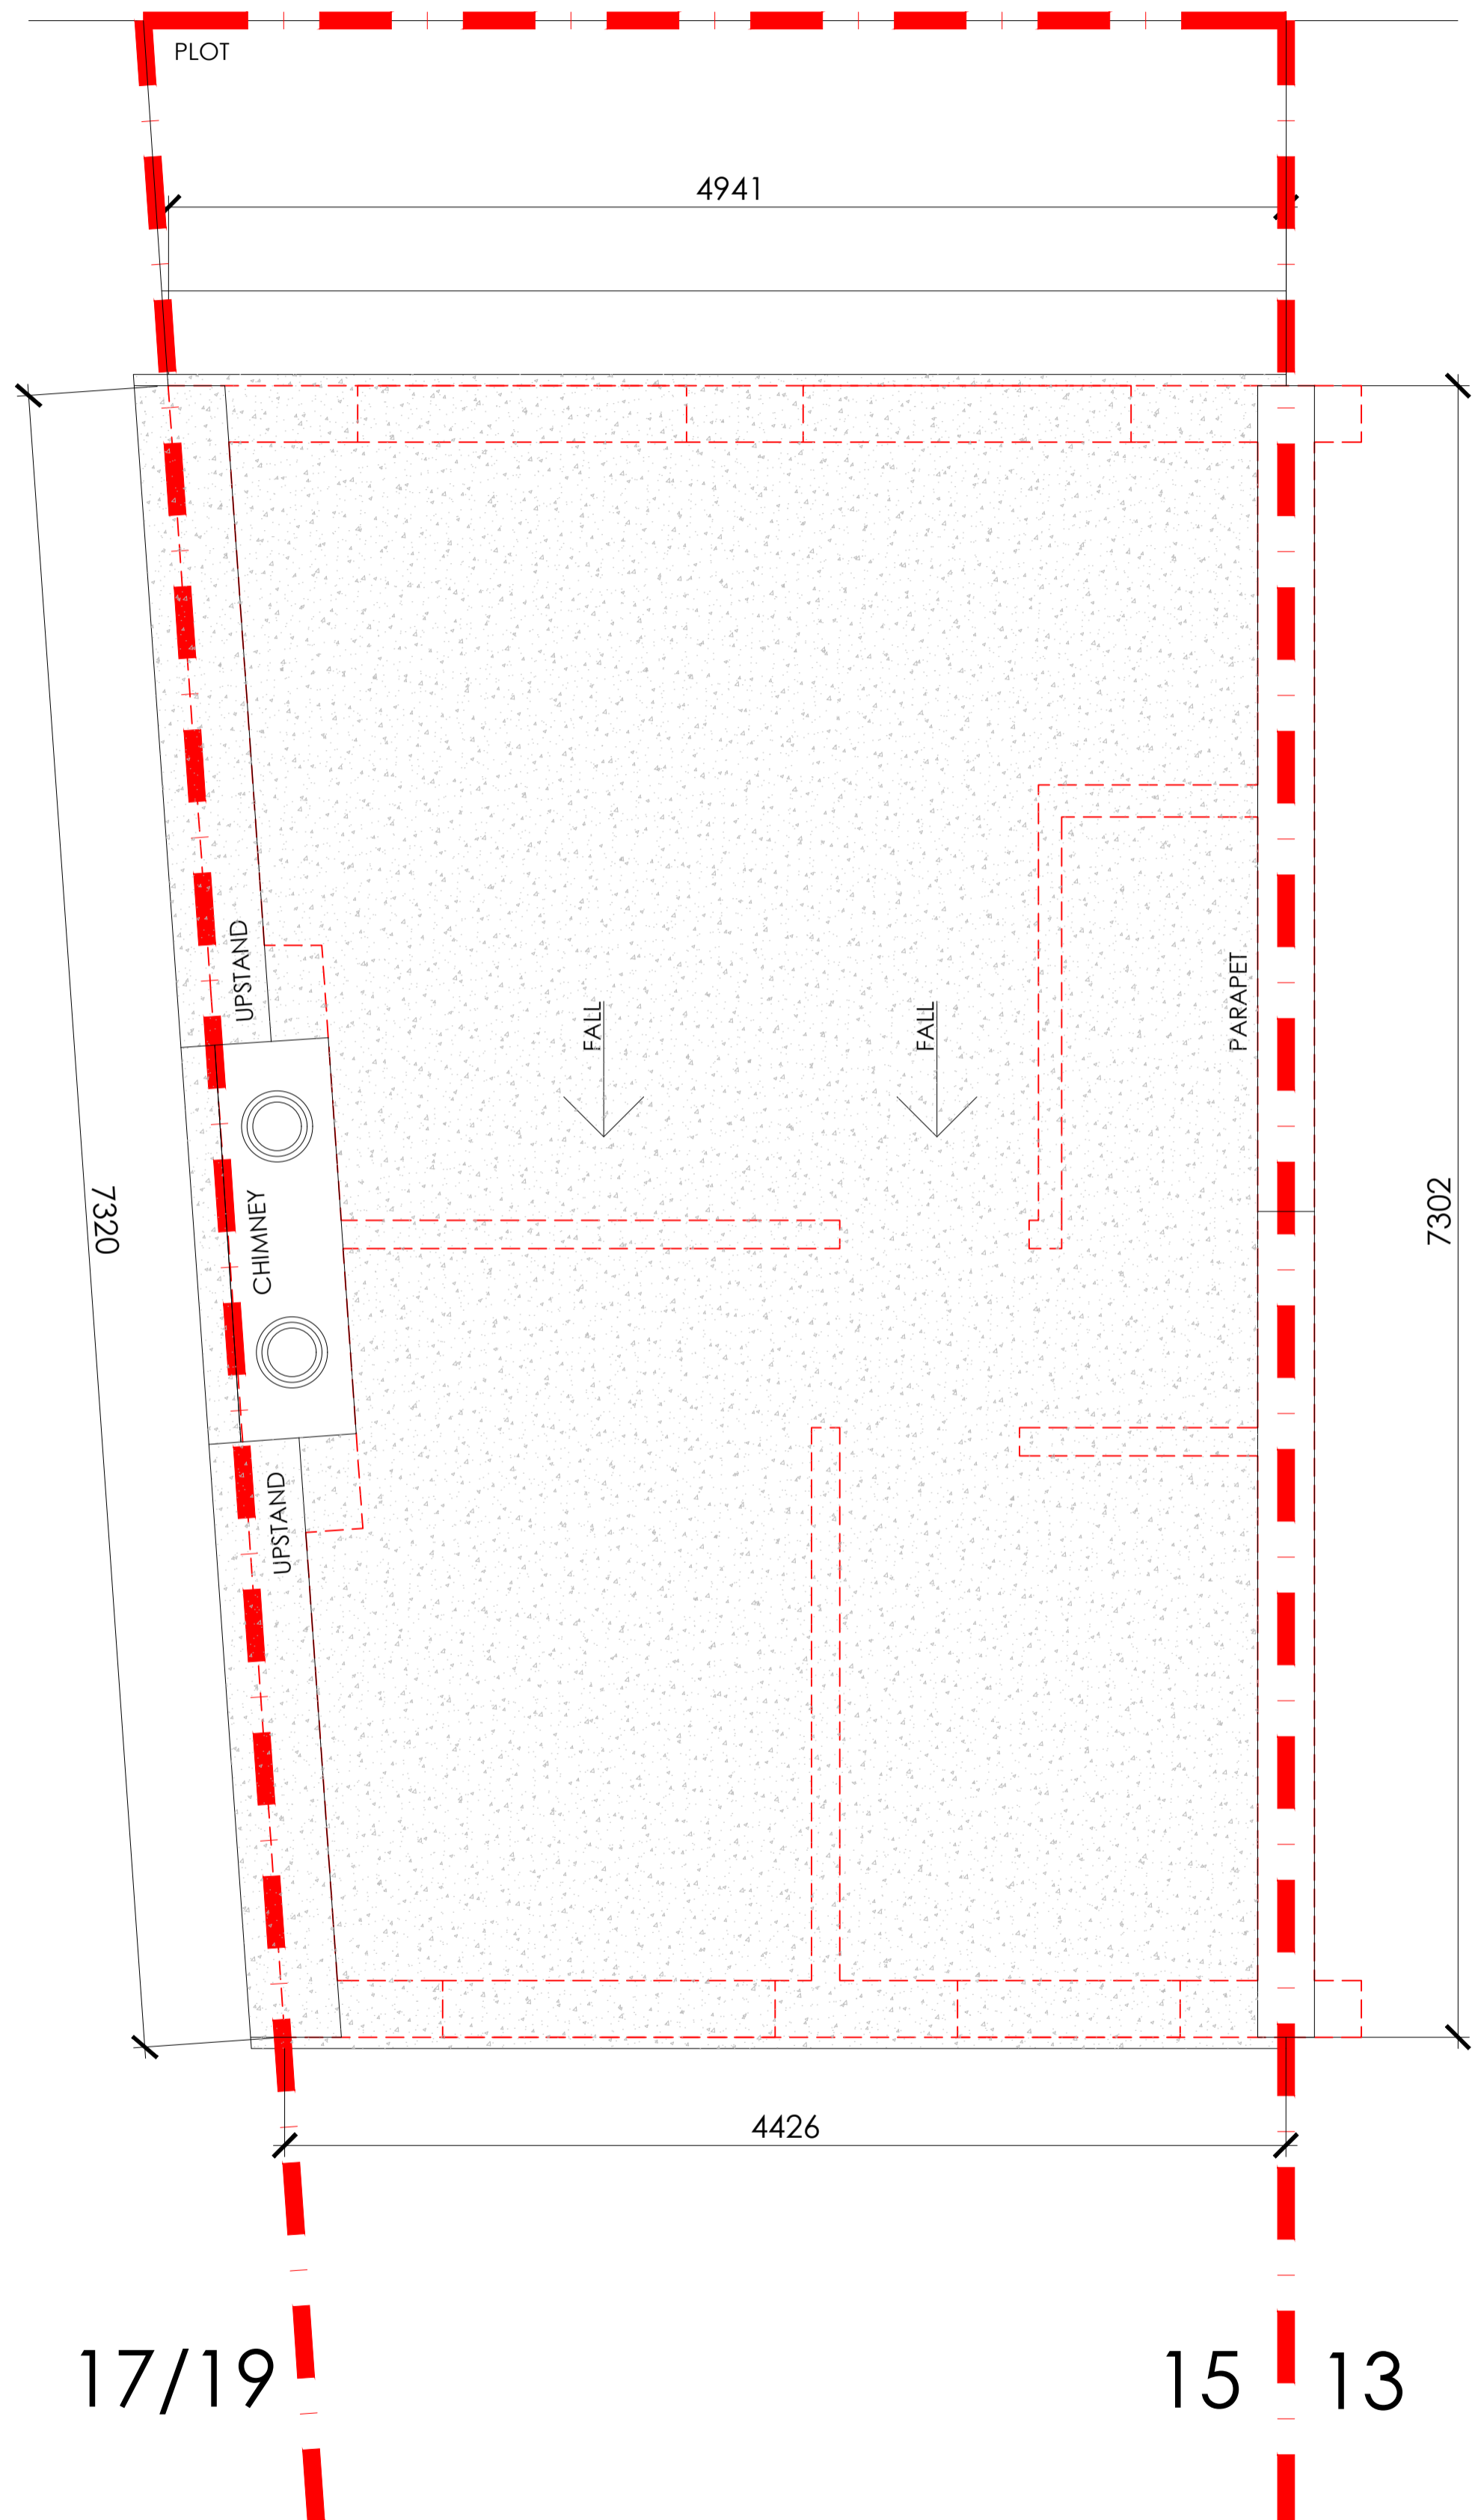 PLOT
4941
UPSTAND
FALL
FALL
PARAPET
7320
CHIMNEY
7302
UPSTAND
4426
17/19
15
13